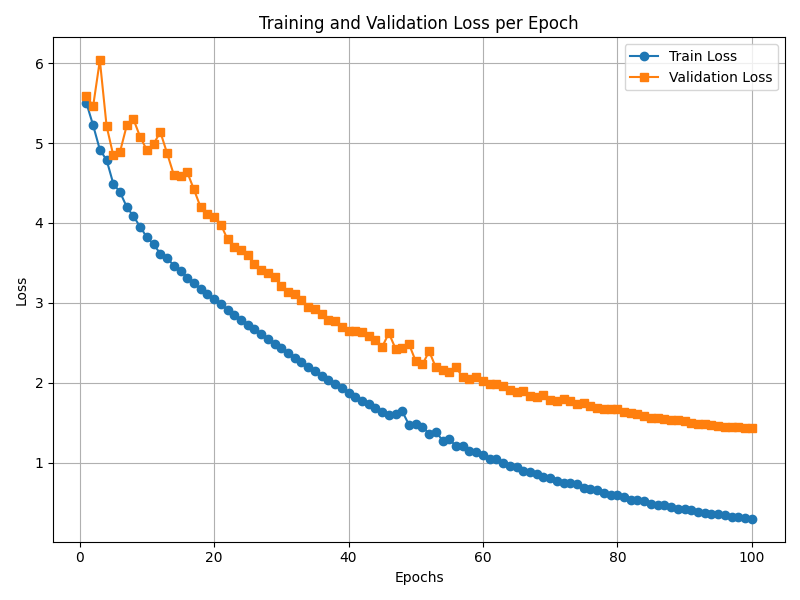 Training and Validation Loss per Epoch
Train Loss
Validation Loss
6
5
4
3
2
1
Loss
0 20 40 60 80 100
Epochs